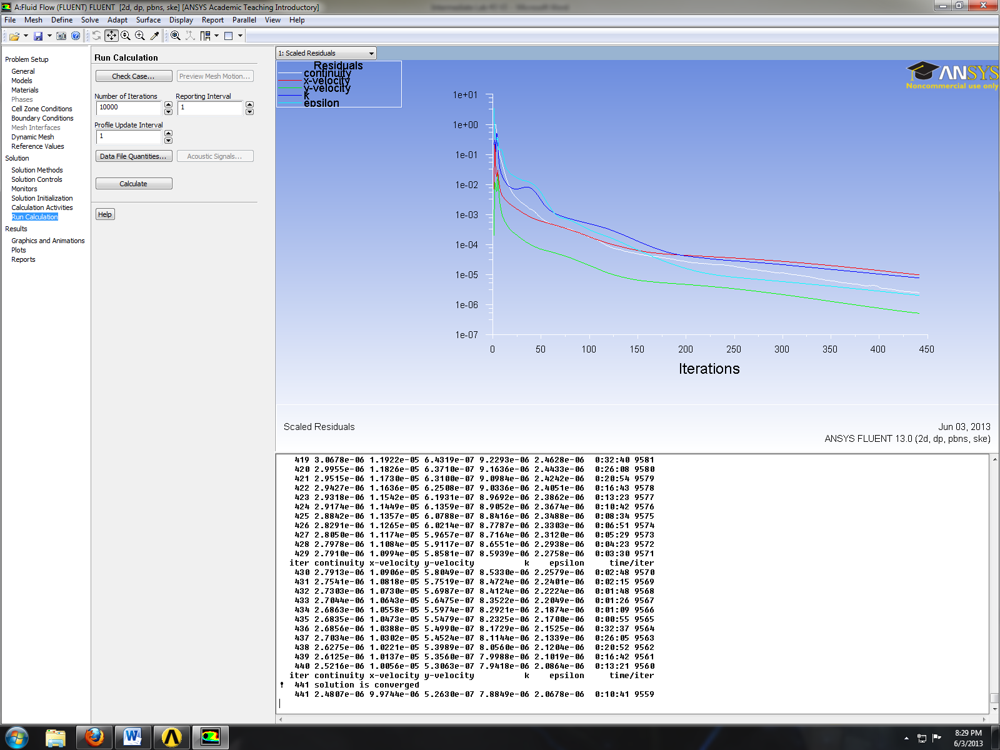 A:Fluid Flow (FLUENT) FLUENT [2d, dp, pbns, ske] [ANSYS Academic Teaching Introductory]
File Mesh Define Solve Adapt Surface Display Report Parallel View Help
Problem Setup
General
Models
Materials
Phases
Cell Zone Conditions
Boundary Conditions
Mesh Interfaces
Dynamic Mesh
Reference Values
Solution
Solution Methods
Solution Controls
Monitors
Solution Initialization
Calculation Activities
Run Calculation
Results
Graphics and Animations
Plots
Reports
Run Calculation
Check Case... Preview Mesh Motion...
Number of Iterations Reporting Interval
10000 1
Profile Update Interval
1
Data File Quantities... Acoustic Signals...
Calculate
Help
1: Scaled Residuals
Residuals
continuity
x-velocity
y-velocity
k
epsilon
ANSYS
Noncommercial use only
1e+01
1e+00
1e-01
1e-02
1e-03
1e-04
1e-05
1e-06
1e-07
0 50 100 150 200 250 300 350 400 450
Iterations
Scaled Residuals
Jun 03, 2013
ANSYS FLUENT 13.0 (2d, dp, pbns, ske)
419 3.0678e-06 1.1922e-05 6.4319e-07 9.2293e-06 2.4628e-06 0:32:40 9581
420 2.9955e-06 1.1826e-05 6.3710e-07 9.1636e-06 2.4433e-06 0:26:08 9580
421 2.9515e-06 1.1730e-05 6.3100e-07 9.0984e-06 2.4242e-06 0:20:54 9579
422 2.9427e-06 1.1636e-05 6.2508e-07 9.0336e-06 2.4051e-06 0:16:43 9578
423 2.9318e-06 1.1542e-05 6.1931e-07 8.9692e-06 2.3862e-06 0:13:23 9577
424 2.9174e-06 1.1449e-05 6.1359e-07 8.9052e-06 2.3674e-06 0:10:42 9576
425 2.8842e-06 1.1357e-05 6.0788e-07 8.8416e-06 2.3488e-06 0:08:34 9575
426 2.8291e-06 1.1265e-05 6.0214e-07 8.7787e-06 2.3303e-06 0:06:51 9574
427 2.8050e-06 1.1174e-05 5.9657e-07 8.7164e-06 2.3120e-06 0:05:29 9573
428 2.7978e-06 1.1084e-05 5.9117e-07 8.6551e-06 2.2938e-06 0:04:23 9572
429 2.7910e-06 1.0994e-05 5.8581e-07 8.5939e-06 2.2758e-06 0:03:30 9571
iter continuity x-velocity y-velocity k epsilon time/iter
430 2.7913e-06 1.0906e-05 5.8049e-07 8.5330e-06 2.2579e-06 0:02:48 9570
431 2.7541e-06 1.0818e-05 5.7519e-07 8.4724e-06 2.2401e-06 0:02:15 9569
432 2.7303e-06 1.0730e-05 5.6987e-07 8.4124e-06 2.2224e-06 0:01:48 9568
433 2.7044e-06 1.0643e-05 5.6475e-07 8.3522e-06 2.2049e-06 0:01:26 9567
434 2.6863e-06 1.0558e-05 5.5974e-07 8.2921e-06 2.1874e-06 0:01:09 9566
435 2.6835e-06 1.0473e-05 5.5479e-07 8.2325e-06 2.1700e-06 0:00:55 9565
436 2.6856e-06 1.0388e-05 5.4990e-07 8.1729e-06 2.1525e-06 0:32:37 9564
437 2.7034e-06 1.0302e-05 5.4524e-07 8.1144e-06 2.1339e-06 0:26:05 9563
438 2.6275e-06 1.0221e-05 5.3989e-07 8.0560e-06 2.1204e-06 0:20:52 9562
439 2.6125e-06 1.0137e-05 5.3560e-07 7.9988e-06 2.1019e-06 0:16:42 9561
440 2.5216e-06 1.0056e-05 5.3063e-07 7.9418e-06 2.0864e-06 0:13:21 9560
iter continuity x-velocity y-velocity k epsilon time/iter
! 441 solution is converged
441 2.4807e-06 9.9744e-06 5.2630e-07 7.8849e-06 2.0678e-06 0:10:41 9559
8:29 PM
6/3/2013